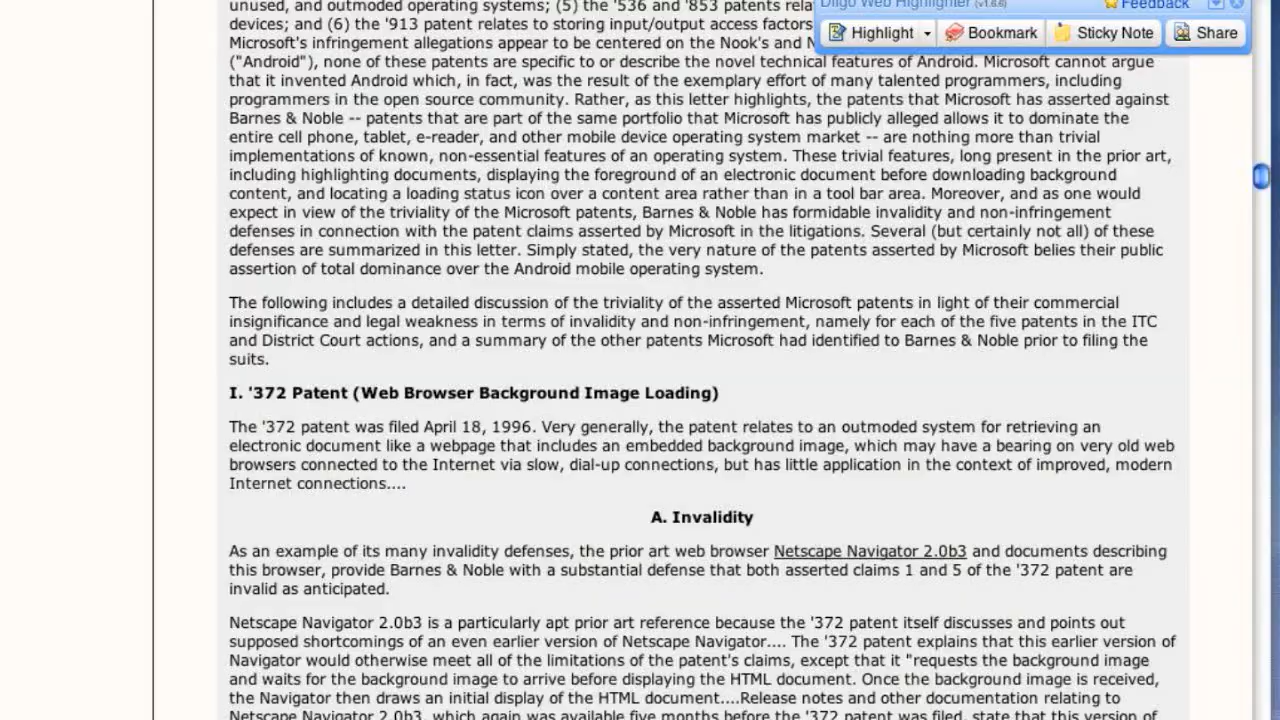 unused, and outmoded operating systems; (5) the '536 and '853 patents rela
Diigo Web Highlighter (v1.6.6)
Feedback
devices; and (6) the '913 patent relates to storing input/output access factors
Highlight
Bookmark
Sticky Note
Share
Microsoft's infringement allegations appear to be centered on the Nook's and N
("Android"), none of these patents are specific to or describe the novel technical features of Android. Microsoft cannot argue
that it invented Android which, in fact, was the result of the exemplary effort of many talented programmers, including
programmers in the open source community. Rather, as this letter highlights, the patents that Microsoft has asserted against
Barnes & Noble -- patents that are part of the same portfolio that Microsoft has publicly alleged allows it to dominate the
entire cell phone, tablet, e-reader, and other mobile device operating system market -- are nothing more than trivial
implementations of known, non-essential features of an operating system. These trivial features, long present in the prior art,
including highlighting documents, displaying the foreground of an electronic document before downloading background
content, and locating a loading status icon over a content area rather than in a tool bar area. Moreover, and as one would
expect in view of the triviality of the Microsoft patents, Barnes & Noble has formidable invalidity and non-infringement
defenses in connection with the patent claims asserted by Microsoft in the litigations. Several (but certainly not all) of these
defenses are summarized in this letter. Simply stated, the very nature of the patents asserted by Microsoft belies their public
assertion of total dominance over the Android mobile operating system.
The following includes a detailed discussion of the triviality of the asserted Microsoft patents in light of their commercial
insignificance and legal weakness in terms of invalidity and non-infringement, namely for each of the five patents in the ITC
and District Court actions, and a summary of the other patents Microsoft had identified to Barnes & Noble prior to filing the
suits.
I. '372 Patent (Web Browser Background Image Loading)
The '372 patent was filed April 18, 1996. Very generally, the patent relates to an outmoded system for retrieving an
electronic document like a webpage that includes an embedded background image, which may have a bearing on very old web
browsers connected to the Internet via slow, dial-up connections, but has little application in the context of improved, modern
Internet connections....
A. Invalidity
As an example of its many invalidity defenses, the prior art web browser Netscape Navigator 2.0b3 and documents describing
this browser, provide Barnes & Noble with a substantial defense that both asserted claims 1 and 5 of the '372 patent are
invalid as anticipated.
Netscape Navigator 2.0b3 is a particularly apt prior art reference because the '372 patent itself discusses and points out
supposed shortcomings of an even earlier version of Netscape Navigator.... The '372 patent explains that this earlier version of
Navigator would otherwise meet all of the limitations of the patent's claims, except that it "requests the background image
and waits for the background image to arrive before displaying the HTML document. Once the background image is received,
the Navigator then draws an initial display of the HTML document....Release notes and other documentation relating to
Netscape Navigator 2.0b3, which again was available five months before the '372 patent was filed, state that this version of